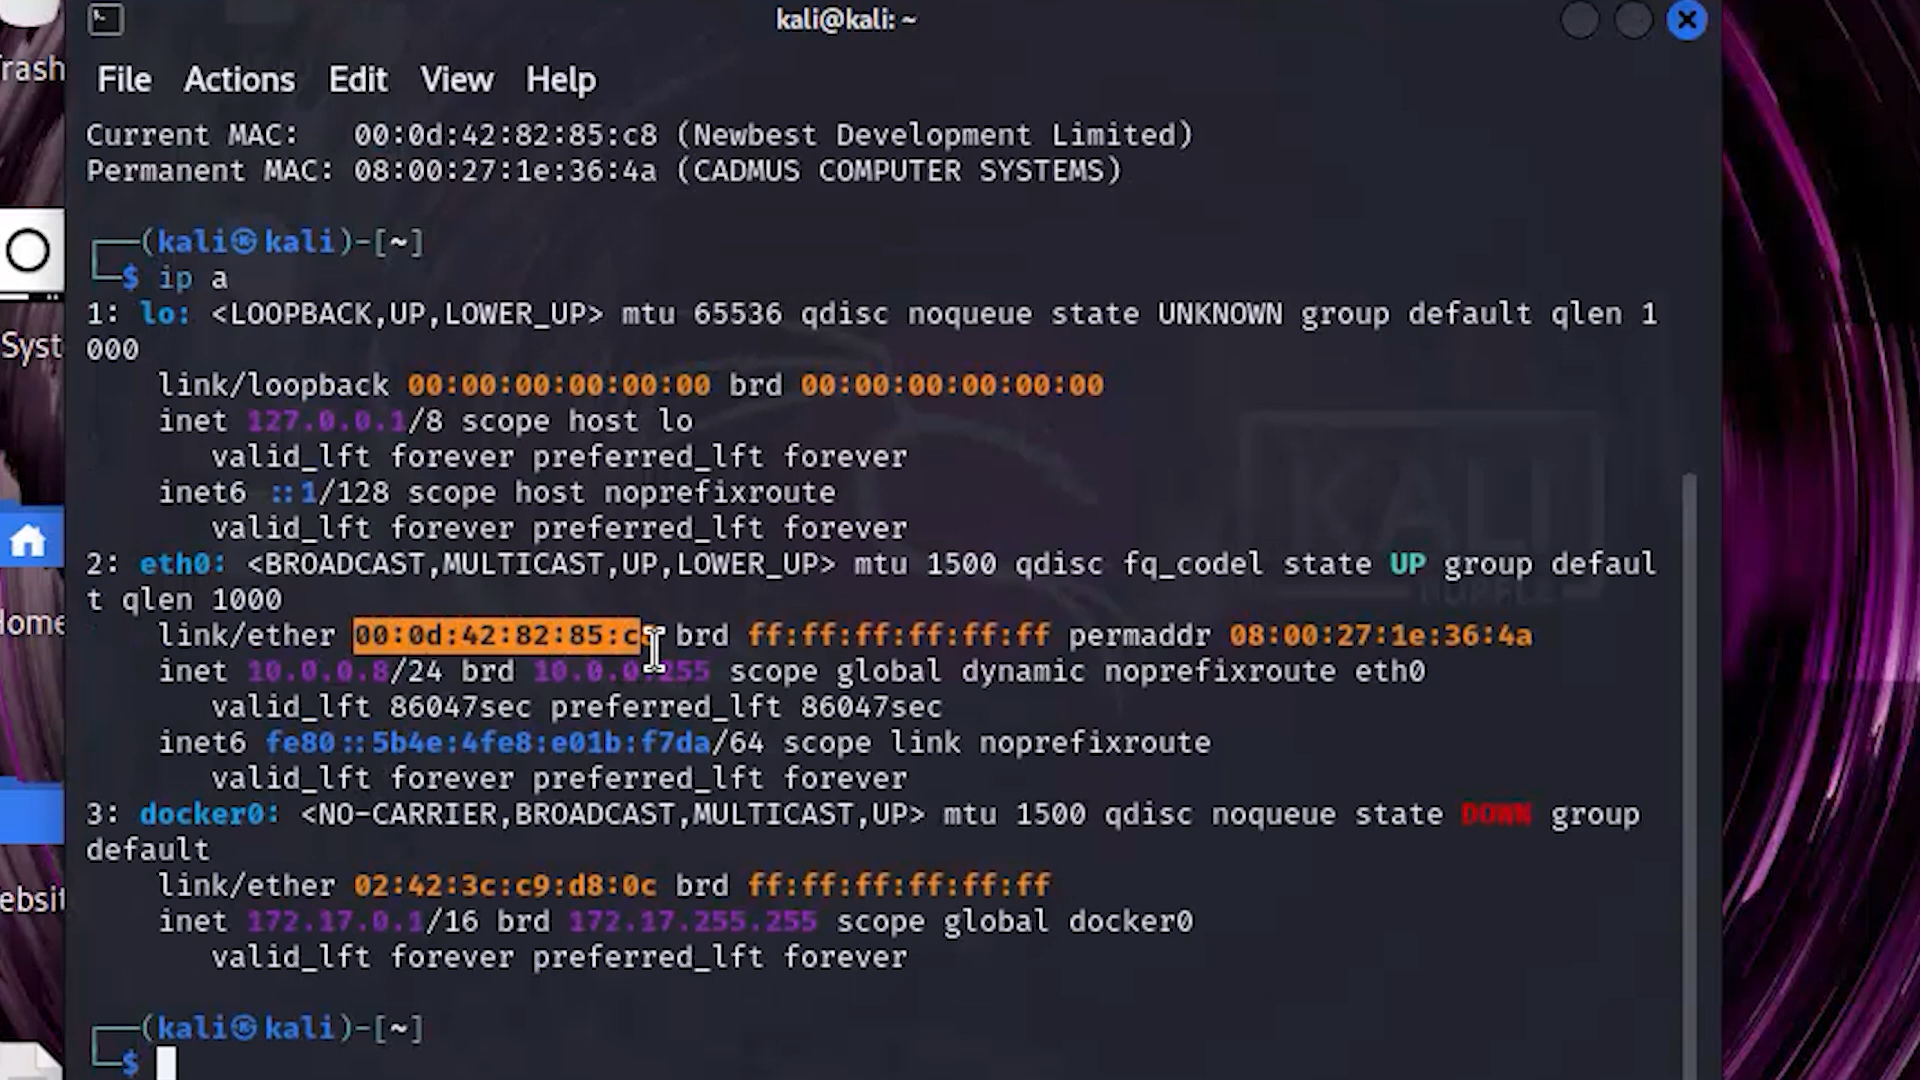 kali@kali: ~
File Actions Edit View Help
Current MAC:   00:0d:42:82:85:c8 (Newbest Development Limited)
Permanent MAC: 08:00:27:1e:36:4a (CADMUS COMPUTER SYSTEMS)
┌──(kali㉿kali)-[~]
└─$ ip a
1: lo: <LOOPBACK,UP,LOWER_UP> mtu 65536 qdisc noqueue state UNKNOWN group default qlen 1
000
    link/loopback 00:00:00:00:00:00 brd 00:00:00:00:00:00
    inet 127.0.0.1/8 scope host lo
       valid_lft forever preferred_lft forever
    inet6 ::1/128 scope host noprefixroute
       valid_lft forever preferred_lft forever
2: eth0: <BROADCAST,MULTICAST,UP,LOWER_UP> mtu 1500 qdisc fq_codel state UP group defaul
t qlen 1000
    link/ether 00:0d:42:82:85:c brd ff:ff:ff:ff:ff:ff permaddr 08:00:27:1e:36:4a
    inet 10.0.0.8/24 brd 10.0.0.255 scope global dynamic noprefixroute eth0
       valid_lft 86047sec preferred_lft 86047sec
    inet6 fe80::5b4e:4fe8:e01b:f7da/64 scope link noprefixroute
       valid_lft forever preferred_lft forever
3: docker0: <NO-CARRIER,BROADCAST,MULTICAST,UP> mtu 1500 qdisc noqueue state DOWN group
default
    link/ether 02:42:3c:c9:d8:0c brd ff:ff:ff:ff:ff:ff
    inet 172.17.0.1/16 brd 172.17.255.255 scope global docker0
       valid_lft forever preferred_lft forever
┌──(kali㉿kali)-[~]
└─$
rash
Syst
Home
ebsit
KALI